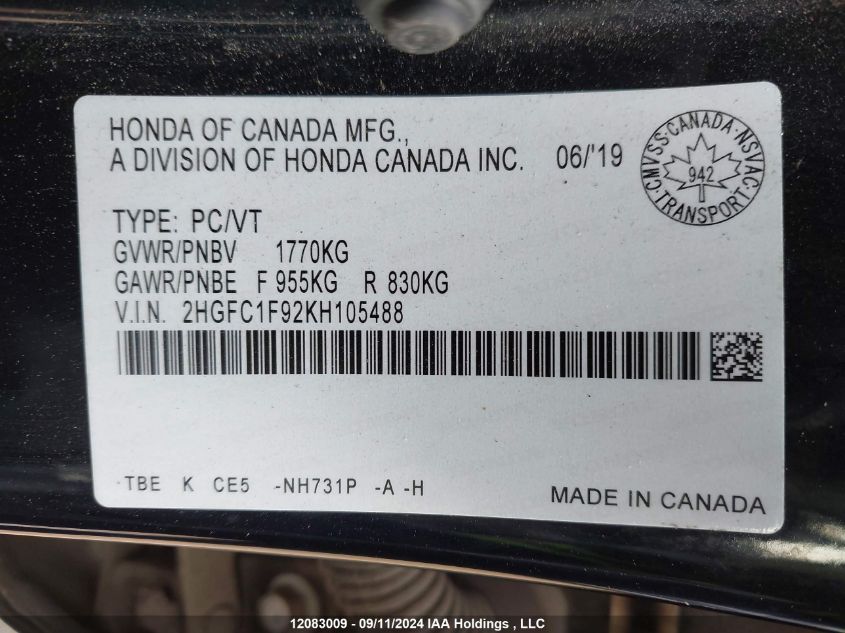 HONDA OF CANADA MFG.,
A DIVISION OF HONDA CANADA INC. 06/'19
CMVSS·CANADA·NSVAC·TRANSPORT·
942
TYPE: PC/VT
GVWR/PNBV 1770KG
GAWR/PNBE F 955KG R 830KG
V.I.N. 2HGFC1F92KH105488
TBE K CE5 -NH731P -A -H
MADE IN CANADA
12083009 - 09/11/2024 IAA Holdings , LLC